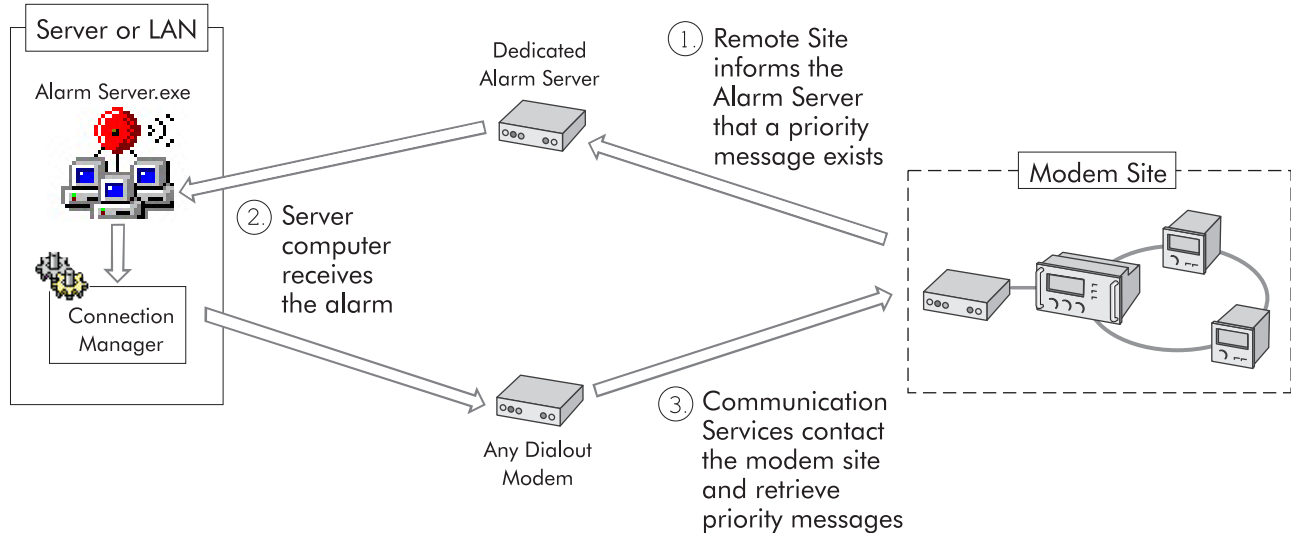 Server or LAN
Alarm Server.exe
Dedicated
Alarm Server
1. Remote Site
informs the
Alarm Server
that a priority
message exists
Modem Site
2. Server
computer
receives
the alarm
Connection
Manager
Any Dialout
Modem
3. Communication
Services contact
the modem site
and retrieve
priority messages